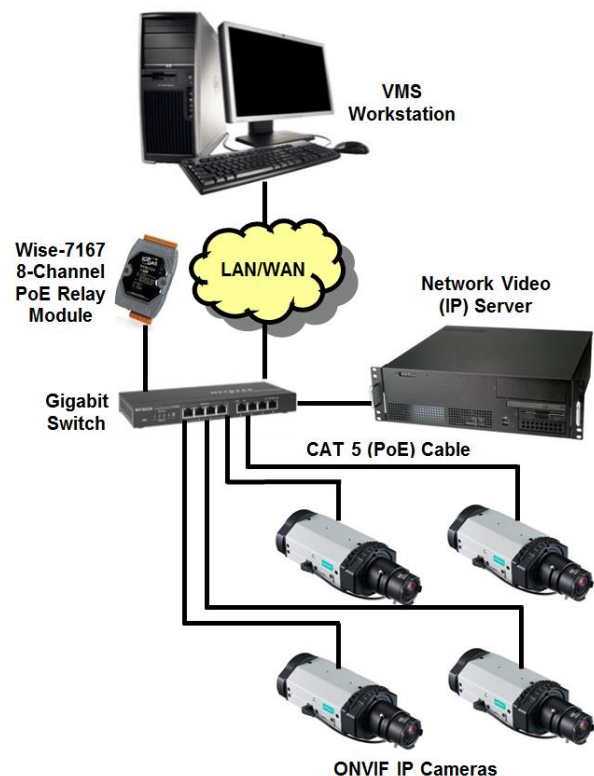 VMS
Workstation
Wise-7167
8-Channel
PoE Relay
Module
LAN/WAN
Network Video
(IP) Server
Gigabit
Switch
NETGEAR
CAT 5 (PoE) Cable
ONVIF IP Cameras